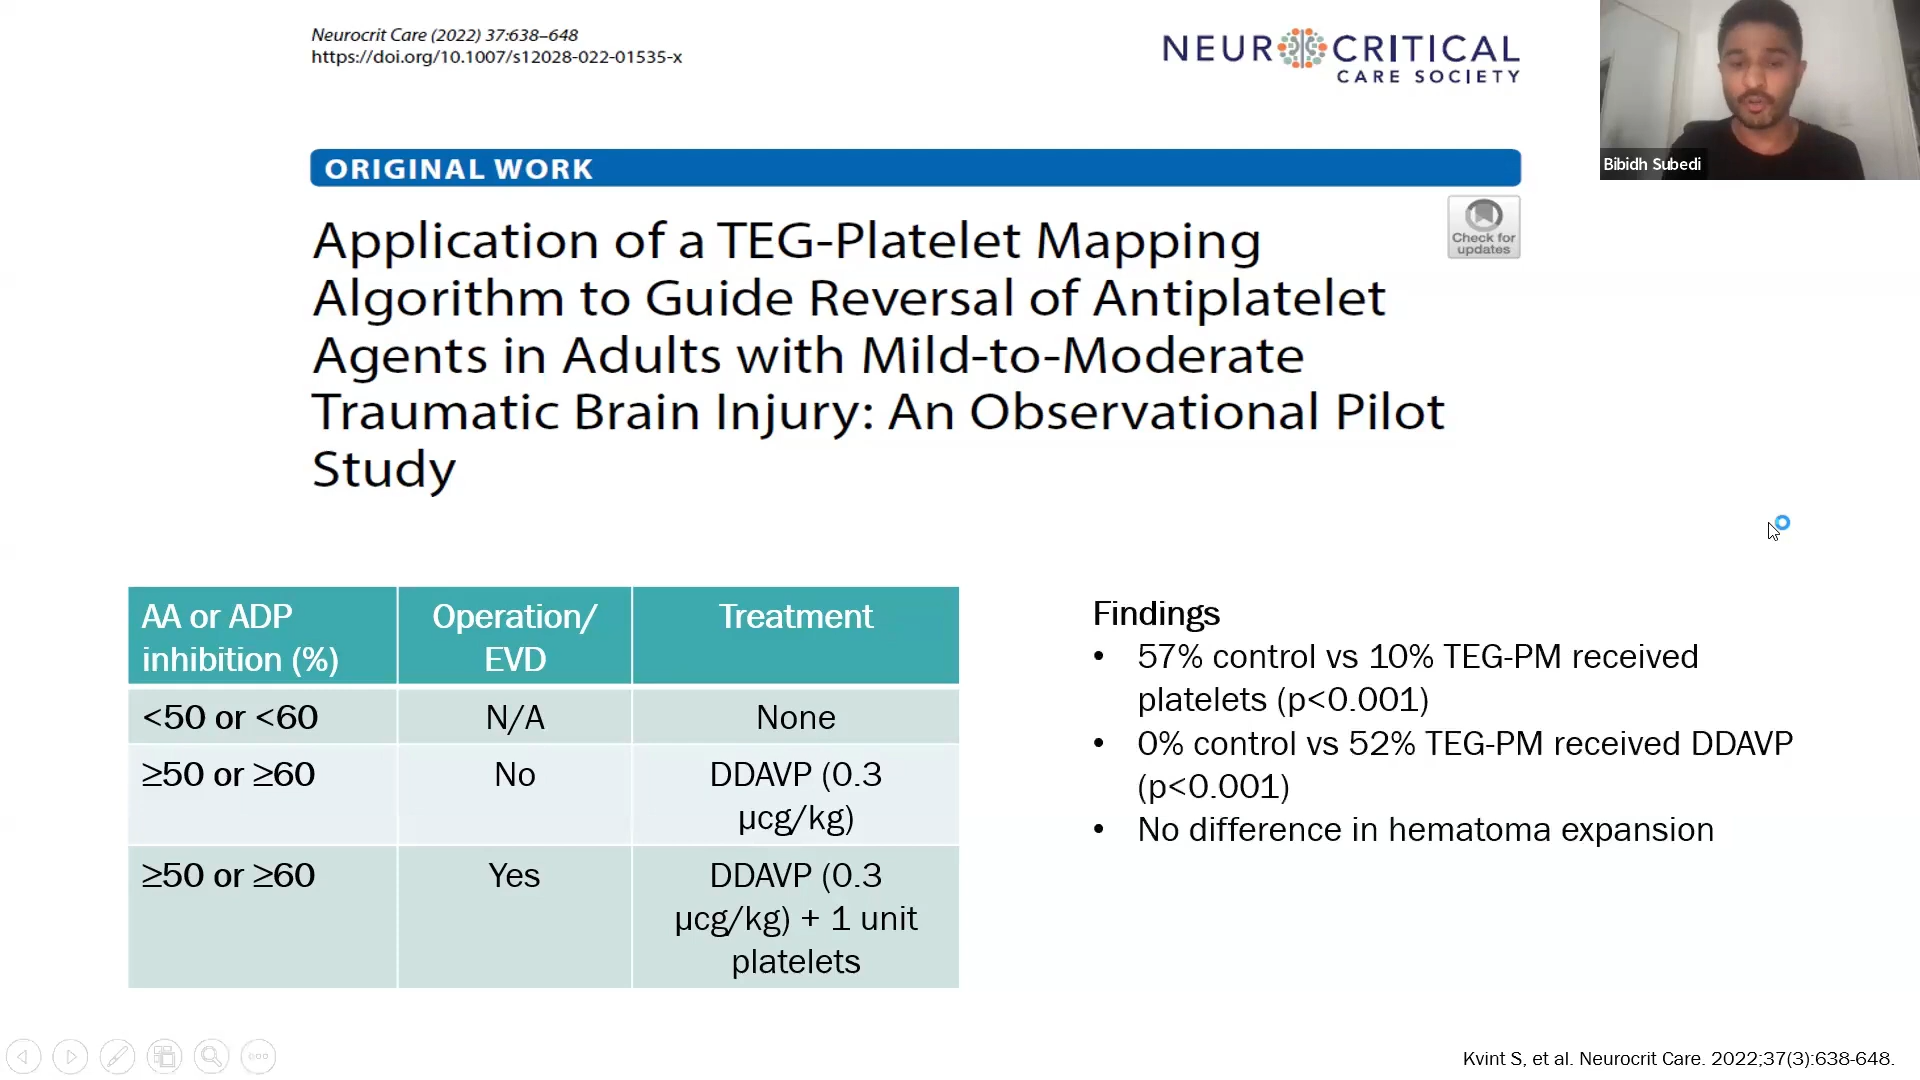 Neurocrit Care (2022) 37:638–648
https://doi.org/10.1007/s12028-022-01535-x
NEUROCRITICAL
CARE SOCIETY
Bibidh Subedi
ORIGINAL WORK
Check for
updates
Application of a TEG-Platelet Mapping
Algorithm to Guide Reversal of Antiplatelet
Agents in Adults with Mild-to-Moderate
Traumatic Brain Injury: An Observational Pilot
Study
AA or ADP
inhibition (%)
Operation/
EVD
Treatment
<50 or <60
N/A
None
≥50 or ≥60
No
DDAVP (0.3
µcg/kg)
≥50 or ≥60
Yes
DDAVP (0.3
µcg/kg) + 1 unit
platelets
Findings
• 57% control vs 10% TEG-PM received
platelets (p<0.001)
• 0% control vs 52% TEG-PM received DDAVP
(p<0.001)
• No difference in hematoma expansion
Kvint S, et al. Neurocrit Care. 2022;37(3):638-648.